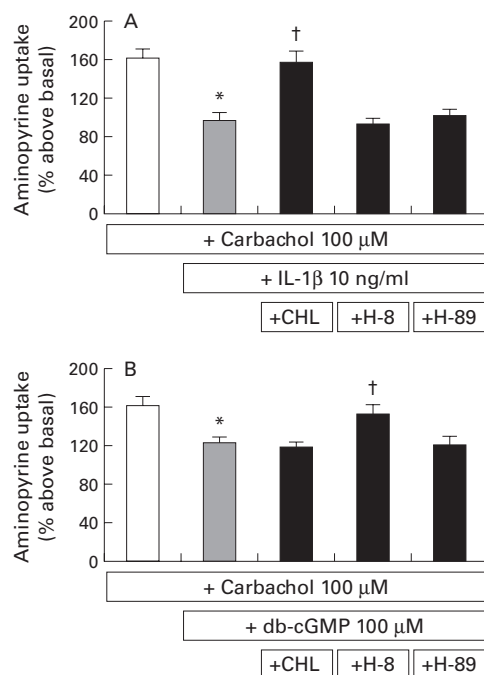 A
Aminopyrine uptake
(% above basal)
200
160
120
80
40
0
*
†
+ Carbachol 100 µM
+ IL-1β 10 ng/ml
+CHL +H-8 +H-89
B
Aminopyrine uptake
(% above basal)
200
160
120
80
40
0
*
†
+ Carbachol 100 µM
+ db-cGMP 100 µM
+CHL +H-8 +H-89